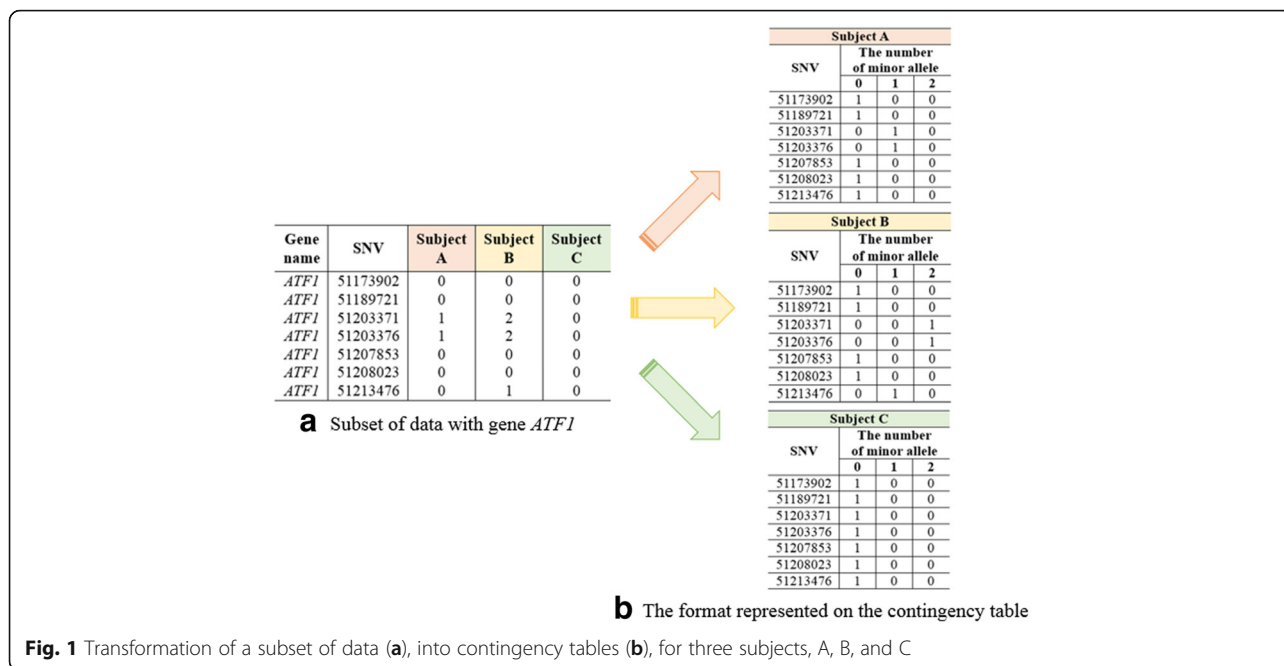 Gene name SNV Subject A Subject B Subject C
ATF1 51173902 0 0 0
ATF1 51189721 0 0 0
ATF1 51203371 1 2 0
ATF1 51203376 1 2 0
ATF1 51207853 0 0 0
ATF1 51208023 0 0 0
ATF1 51213476 0 1 0
a Subset of data with gene ATF1
Subject A
SNV The number of minor allele
0 1 2
51173902 1 0 0
51189721 1 0 0
51203371 0 1 0
51203376 0 1 0
51207853 1 0 0
51208023 1 0 0
51213476 1 0 0
Subject B
SNV The number of minor allele
0 1 2
51173902 1 0 0
51189721 1 0 0
51203371 0 0 1
51203376 0 0 1
51207853 1 0 0
51208023 1 0 0
51213476 0 1 0
Subject C
SNV The number of minor allele
0 1 2
51173902 1 0 0
51189721 1 0 0
51203371 1 0 0
51203376 1 0 0
51207853 1 0 0
51208023 1 0 0
51213476 1 0 0
b The format represented on the contingency table
Fig. 1 Transformation of a subset of data (a), into contingency tables (b), for three subjects, A, B, and C